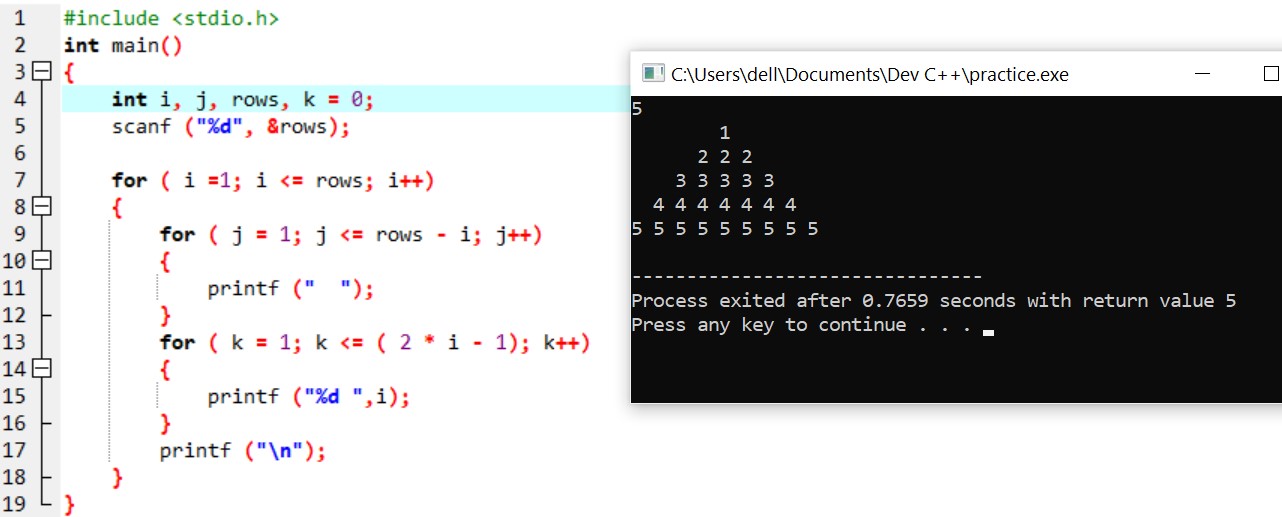 1 #include <stdio.h>
2 int main()
3 {
4 int i, j, rows, k = 0;
5 scanf ("%d", &rows);
6
7 for ( i =1; i <= rows; i++)
8 {
9 for ( j = 1; j <= rows - i; j++)
10 {
11 printf ("  ");
12 }
13 for ( k = 1; k <= ( 2 * i - 1); k++)
14 {
15 printf ("%d ",i);
16 }
17 printf ("\n");
18 }
19 }
C:\Users\dell\Documents\Dev C++\practice.exe
5
        1
      2 2 2
    3 3 3 3 3
  4 4 4 4 4 4 4
5 5 5 5 5 5 5 5 5
--------------------------------
Process exited after 0.7659 seconds with return value 5
Press any key to continue . . .